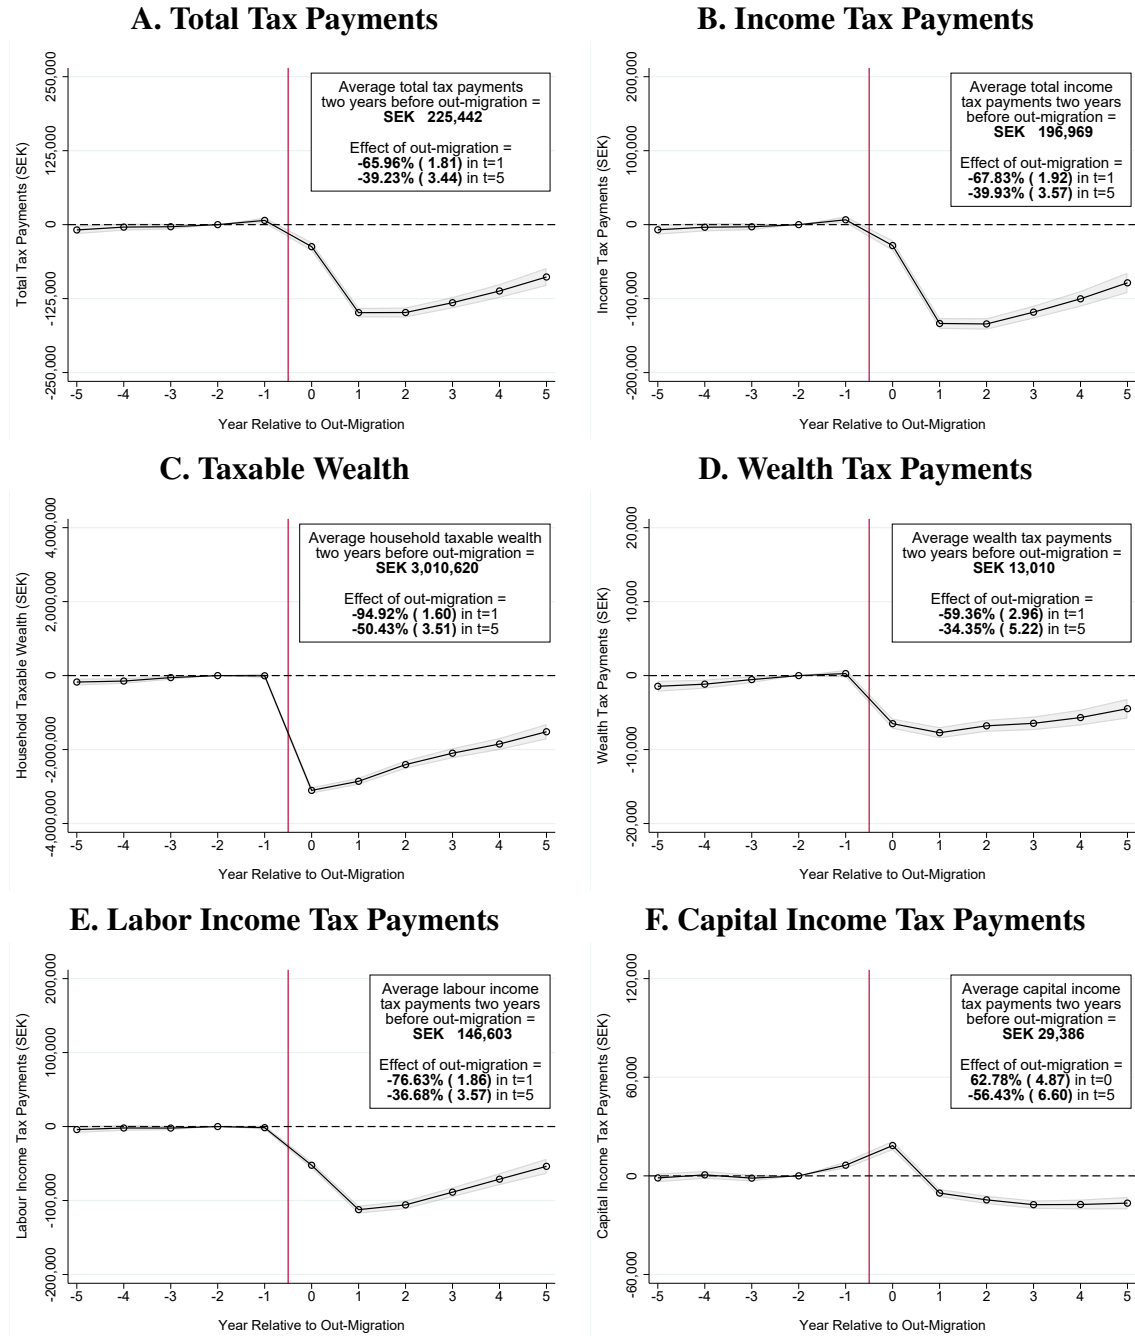 A. Total Tax Payments
Total Tax Payments (SEK)
250,000
125,000
0
-125,000
-250,000
Average total tax payments
two years before out-migration =
SEK 225,442
Effect of out-migration =
-65.96% ( 1.81) in t=1
-39.23% ( 3.44) in t=5
-5 -4 -3 -2 -1 0 1 2 3 4 5
Year Relative to Out-Migration
B. Income Tax Payments
Income Tax Payments (SEK)
200,000
100,000
0
-100,000
-200,000
Average total income
tax payments two years
before out-migration =
SEK 196,969
Effect of out-migration =
-67.83% ( 1.92) in t=1
-39.93% ( 3.57) in t=5
-5 -4 -3 -2 -1 0 1 2 3 4 5
Year Relative to Out-Migration
C. Taxable Wealth
Household Taxable Wealth (SEK)
4,000,000
2,000,000
0
-2,000,000
-4,000,000
Average household taxable wealth
two years before out-migration =
SEK 3,010,620
Effect of out-migration =
-94.92% ( 1.60) in t=1
-50.43% ( 3.51) in t=5
-5 -4 -3 -2 -1 0 1 2 3 4 5
Year Relative to Out-Migration
D. Wealth Tax Payments
Wealth Tax Payments (SEK)
20,000
10,000
0
-10,000
-20,000
Average wealth tax payments
two years before out-migration =
SEK 13,010
Effect of out-migration =
-59.36% ( 2.96) in t=1
-34.35% ( 5.22) in t=5
-5 -4 -3 -2 -1 0 1 2 3 4 5
Year Relative to Out-Migration
E. Labor Income Tax Payments
Labour Income Tax Payments (SEK)
200,000
100,000
0
-100,000
-200,000
Average labour income
tax payments two years
before out-migration =
SEK 146,603
Effect of out-migration =
-76.63% ( 1.86) in t=1
-36.68% ( 3.57) in t=5
-5 -4 -3 -2 -1 0 1 2 3 4 5
Year Relative to Out-Migration
F. Capital Income Tax Payments
Capital Income Tax Payments (SEK)
120,000
60,000
0
-60,000
Average capital income
tax payments two years
before out-migration =
SEK 29,386
Effect of out-migration =
62.78% ( 4.87) in t=0
-56.43% ( 6.60) in t=5
-5 -4 -3 -2 -1 0 1 2 3 4 5
Year Relative to Out-Migration